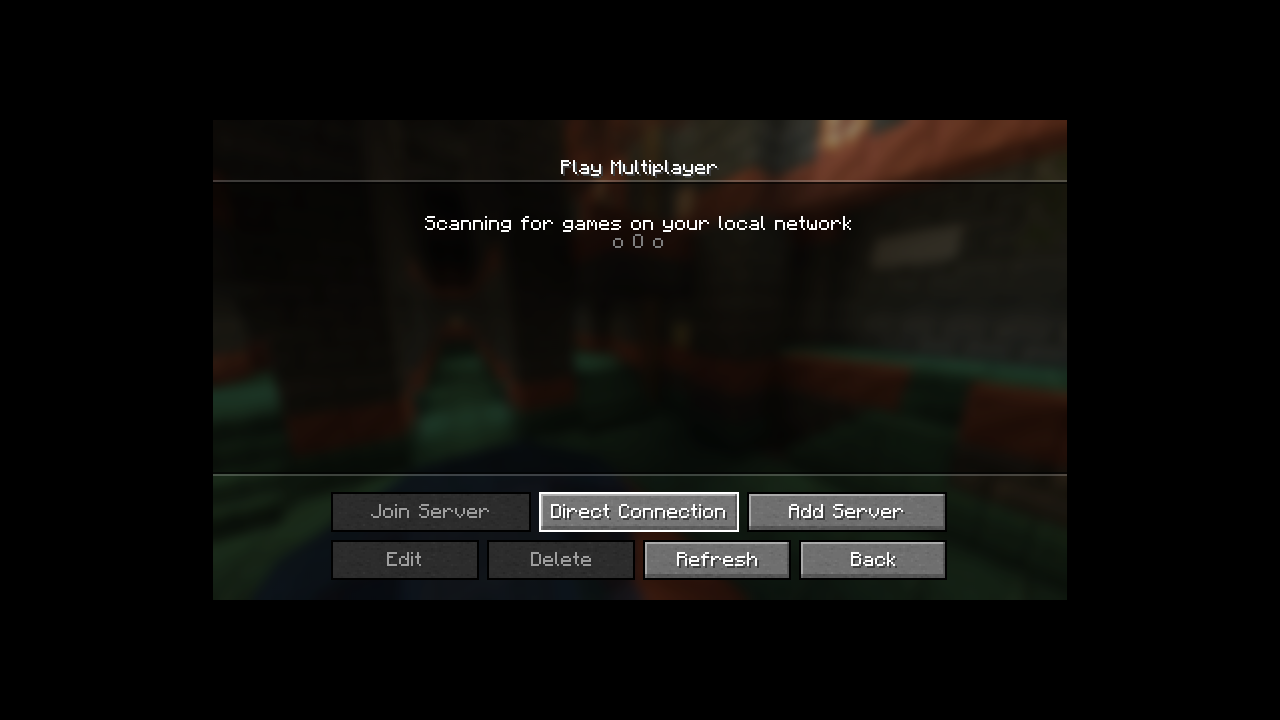 Play Multiplayer
Scanning for games on your local network
o O o
Join Server
Direct Connection
Add Server
Edit
Delete
Refresh
Back